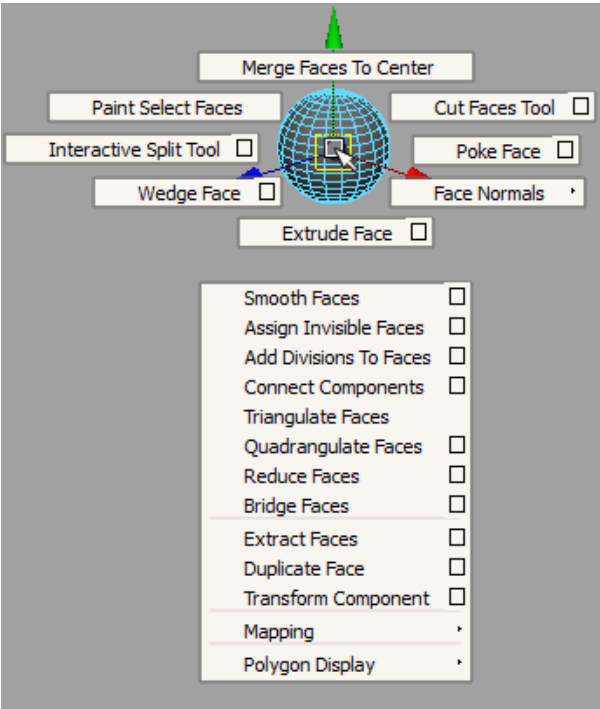 Merge Faces To Center
Paint Select Faces
Cut Faces Tool
Interactive Split Tool
Poke Face
Wedge Face
Face Normals
Extrude Face
Smooth Faces
Assign Invisible Faces
Add Divisions To Faces
Connect Components
Triangulate Faces
Quadrangulate Faces
Reduce Faces
Bridge Faces
Extract Faces
Duplicate Face
Transform Component
Mapping
Polygon Display